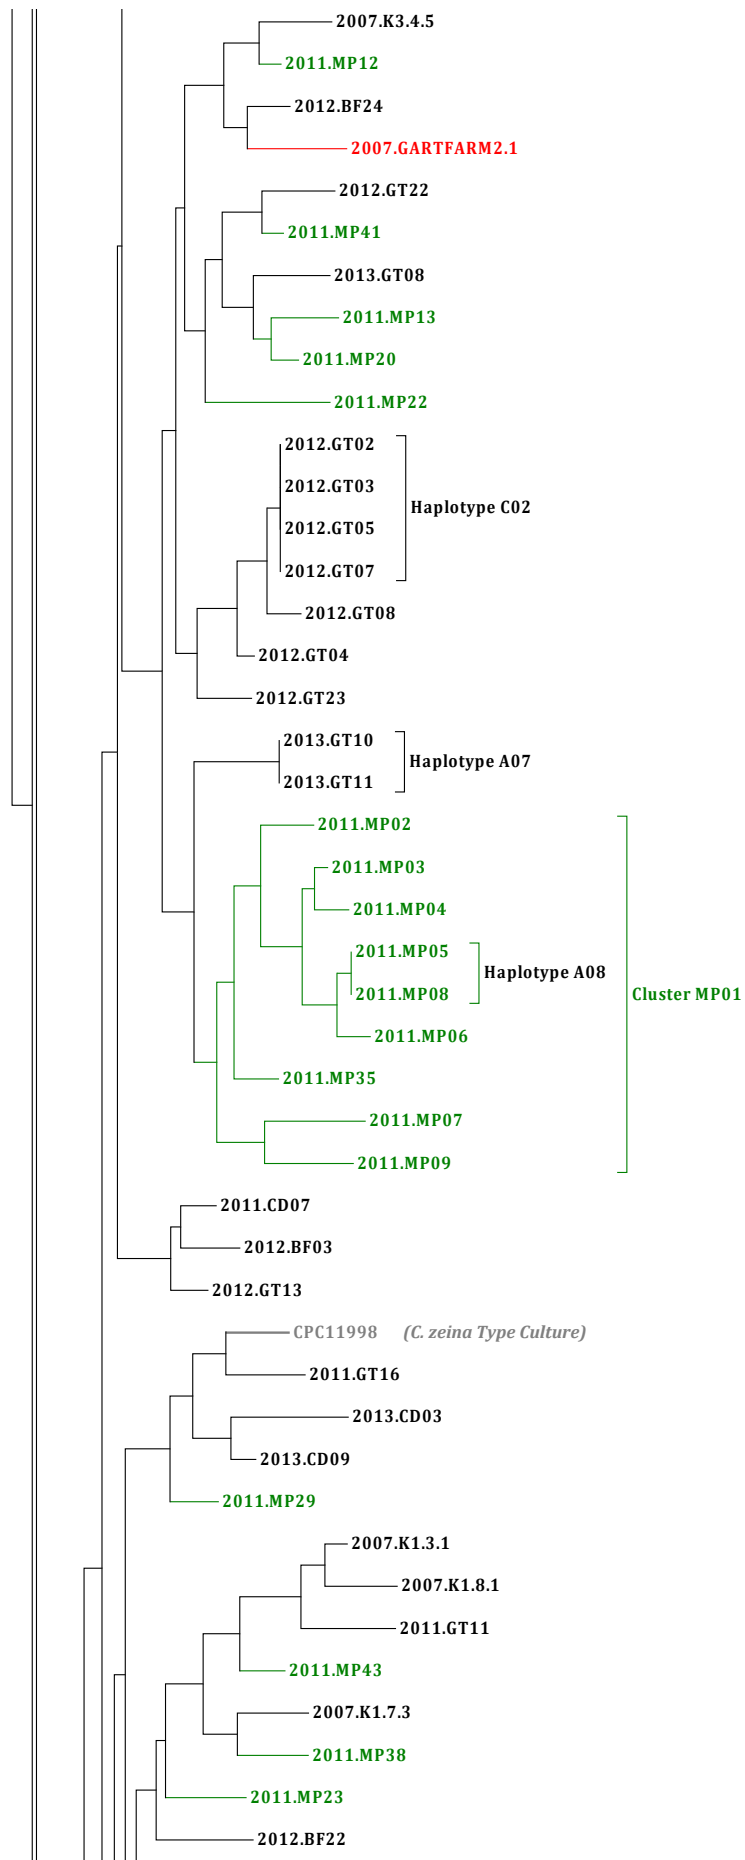 2007.K3.4.5
2011.MP12
2012.BF24
2007.GARTFARM2.1
2012.GT22
2011.MP41
2013.GT08
2011.MP13
2011.MP20
2011.MP22
2012.GT02
2012.GT03
Haplotype C02
2012.GT05
2012.GT07
2012.GT08
2012.GT04
2012.GT23
2013.GT10
Haplotype A07
2013.GT11
2011.MP02
2011.MP03
2011.MP04
2011.MP05
Haplotype A08
2011.MP08
Cluster MP01
2011.MP06
2011.MP35
2011.MP07
2011.MP09
2011.CD07
2012.BF03
2012.GT13
CPC11998 (C. zeina Type Culture)
2011.GT16
2013.CD03
2013.CD09
2011.MP29
2007.K1.3.1
2007.K1.8.1
2011.GT11
2011.MP43
2007.K1.7.3
2011.MP38
2011.MP23
2012.BF22